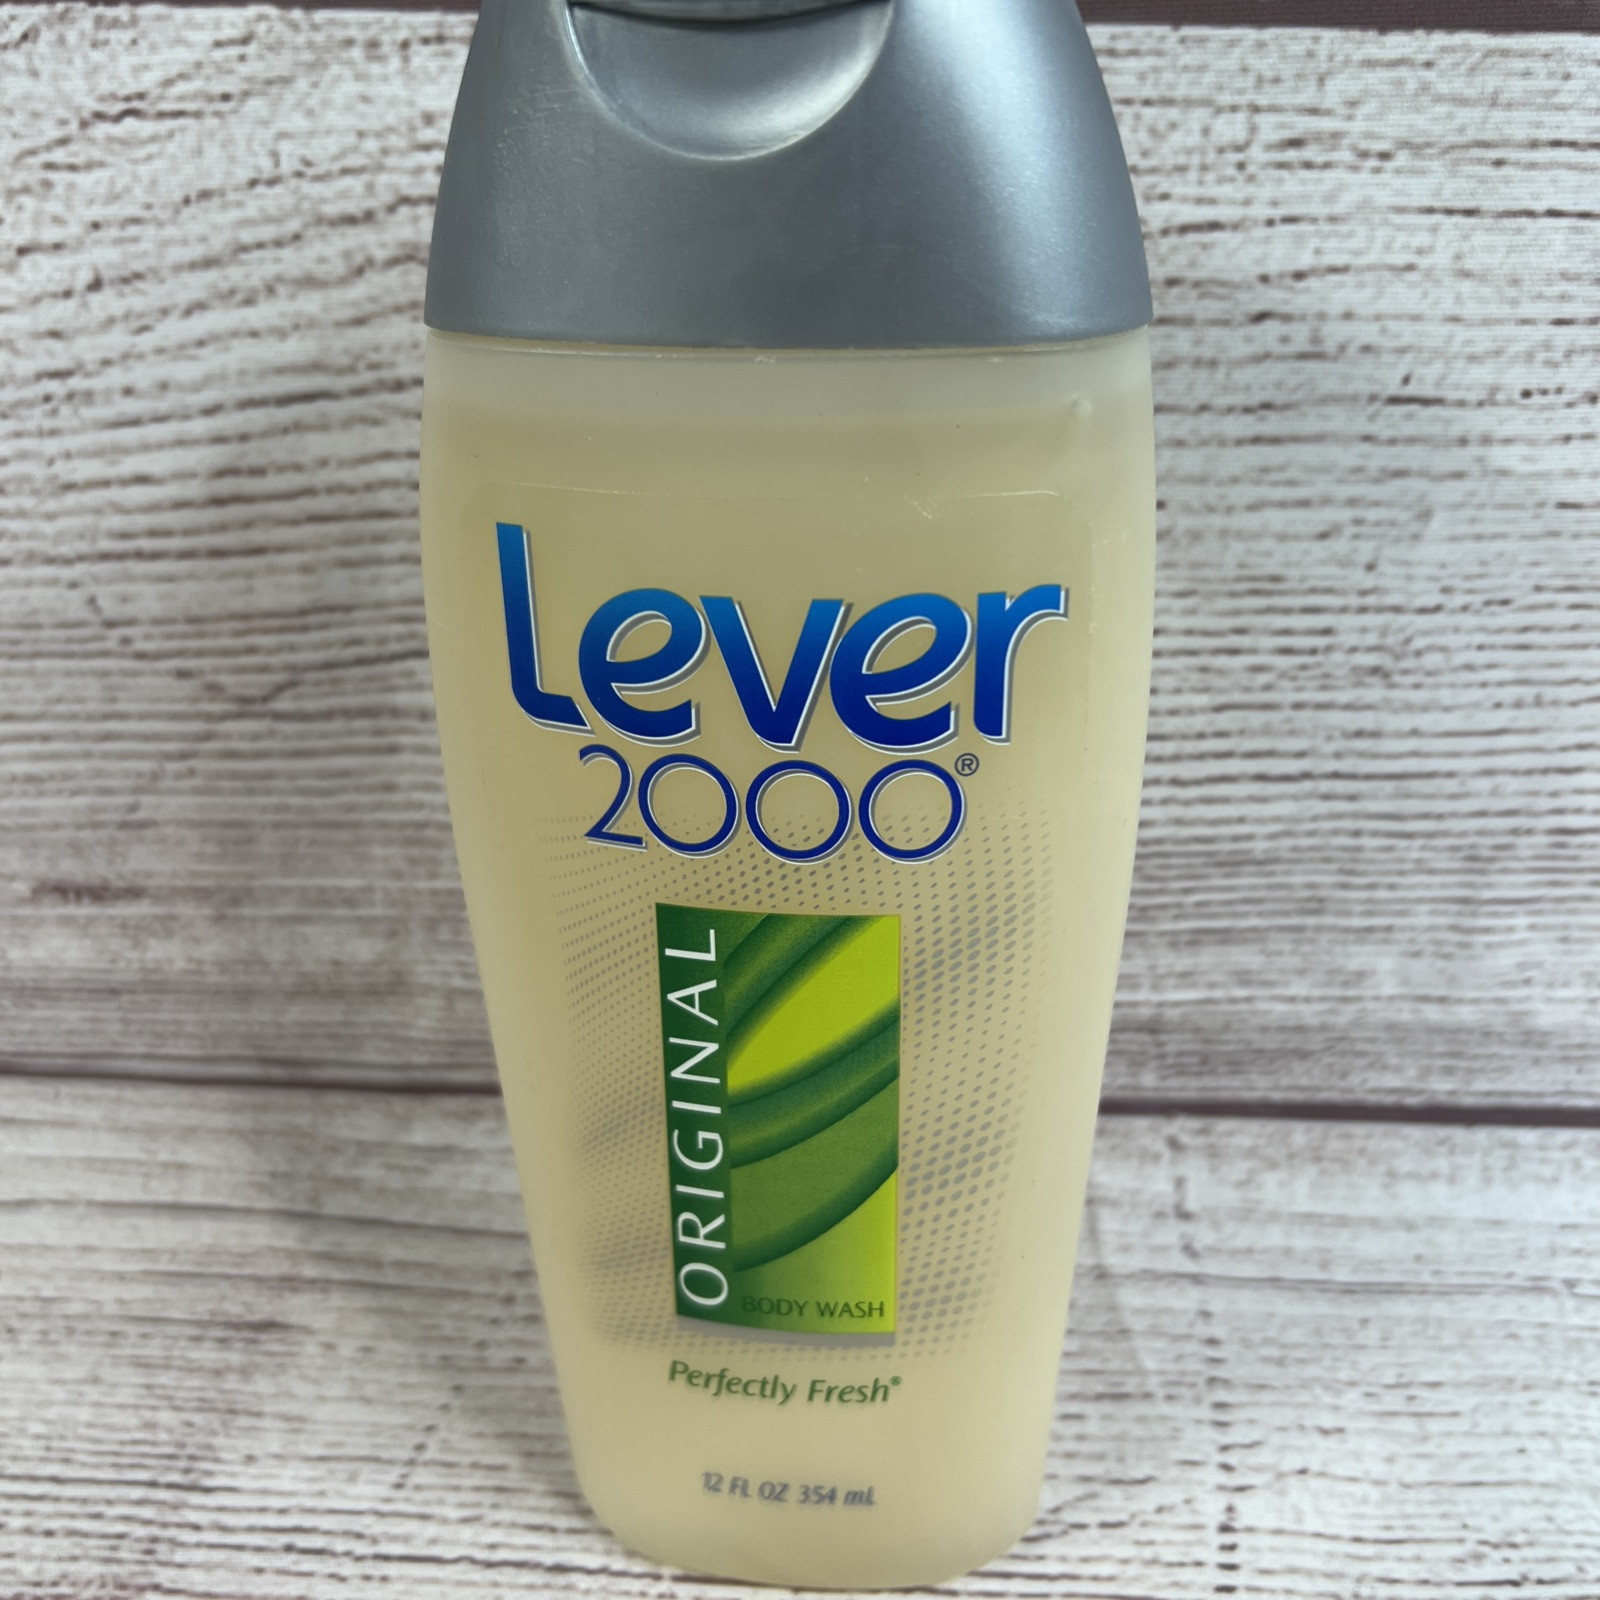 Lever
2000®
ORIGINAL
BODY WASH
Perfectly Fresh®
12 FL OZ 354 mL